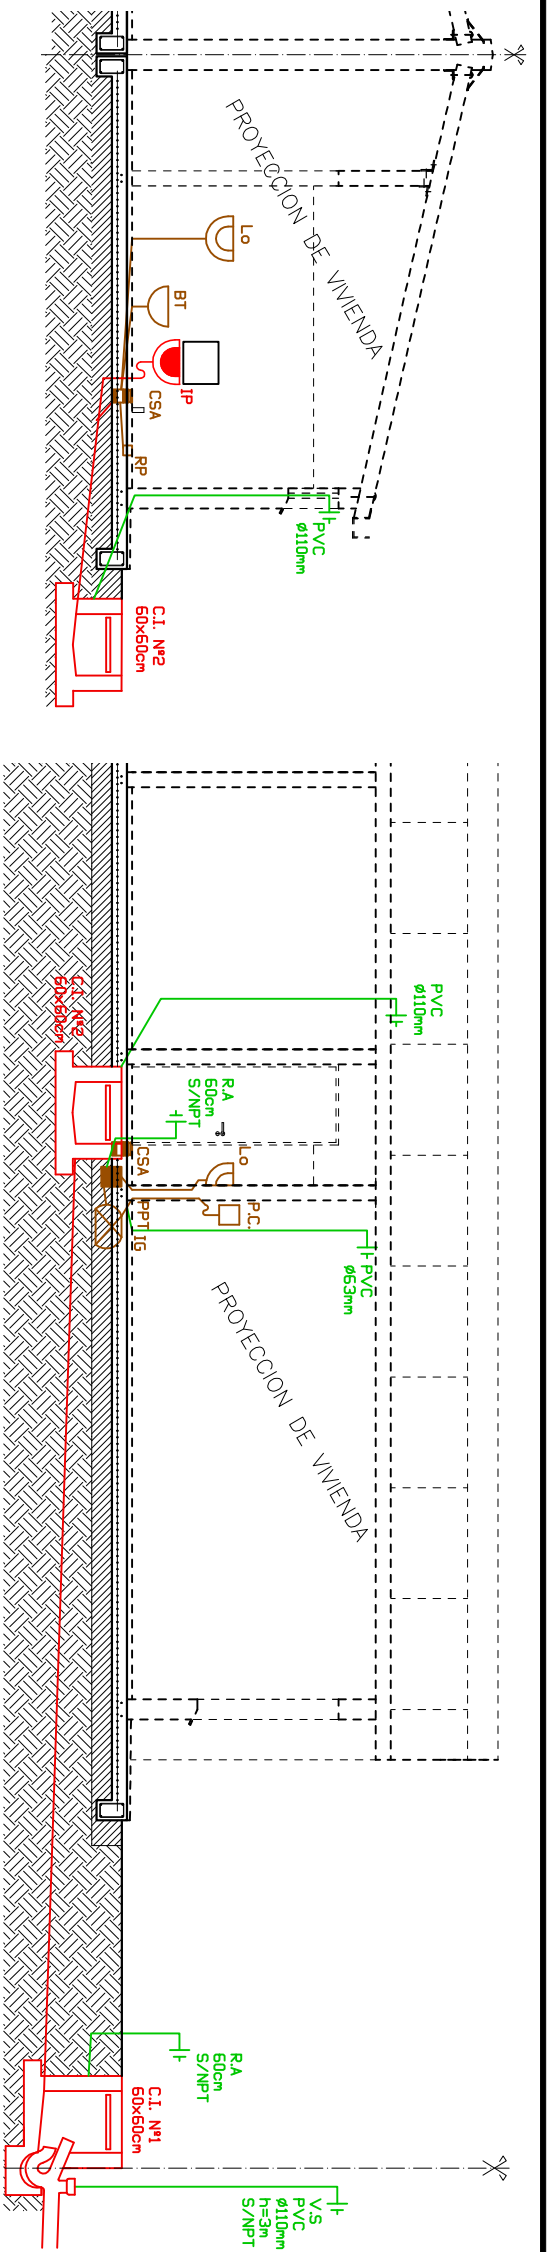 PROYECCION DE VIVIENDA
Lo
BT
IP
CSA
RP
PVC
ø110mm
C.I. Nº2
60x60cm
PVC
ø110mm
C.I. Nº2
60x60cm
R.A
60cm
S/NPT
CSA
Lo
P.C.
PPT
IG
PVC
ø63mm
PROYECCION DE VIVIENDA
R.A
60cm
S/NPT
C.I. Nº1
60x60cm
V.S
PVC
ø110mm
h=3m
S/NPT